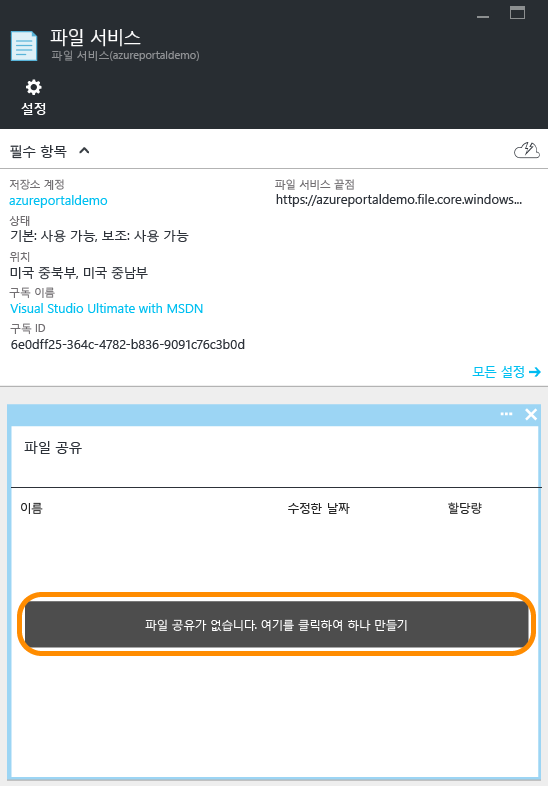 파일 서비스
파일 서비스(azureportaldemo)
설정
필수 항목
저장소 계정
azureportaldemo
파일 서비스 끝점
https://azureportaldemo.file.core.windows...
상태
기본: 사용 가능, 보조: 사용 가능
위치
미국 중북부, 미국 중남부
구독 이름
Visual Studio Ultimate with MSDN
구독 ID
6e0dff25-364c-4782-b836-9091c76c3b0d
모든 설정
파일 공유
이름 수정한 날짜 할당량
파일 공유가 없습니다. 여기를 클릭하여 하나 만들기